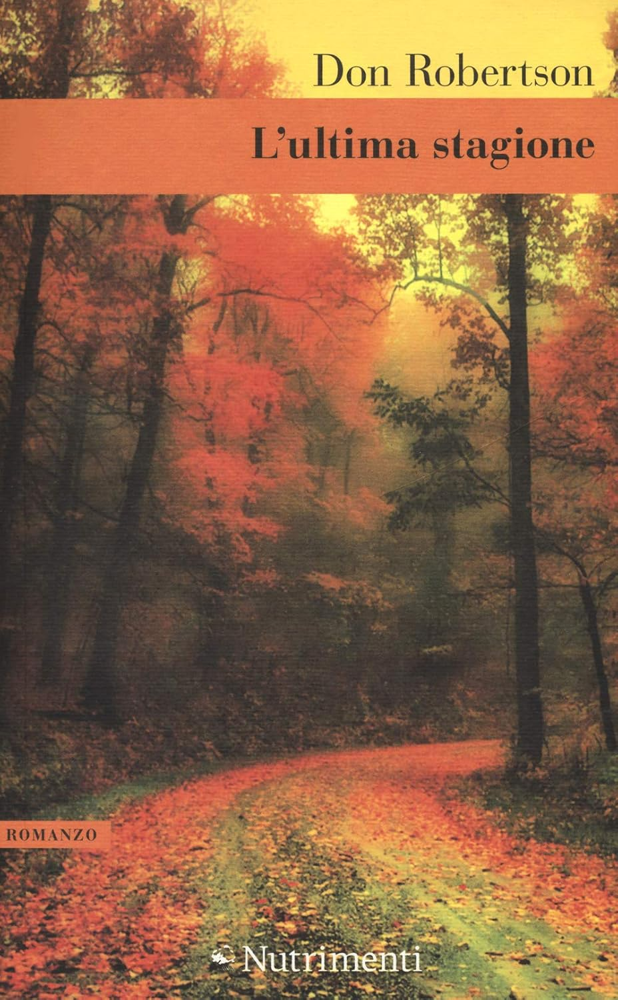 Don Robertson
L'ultima stagione
ROMANZO
Nutrimenti